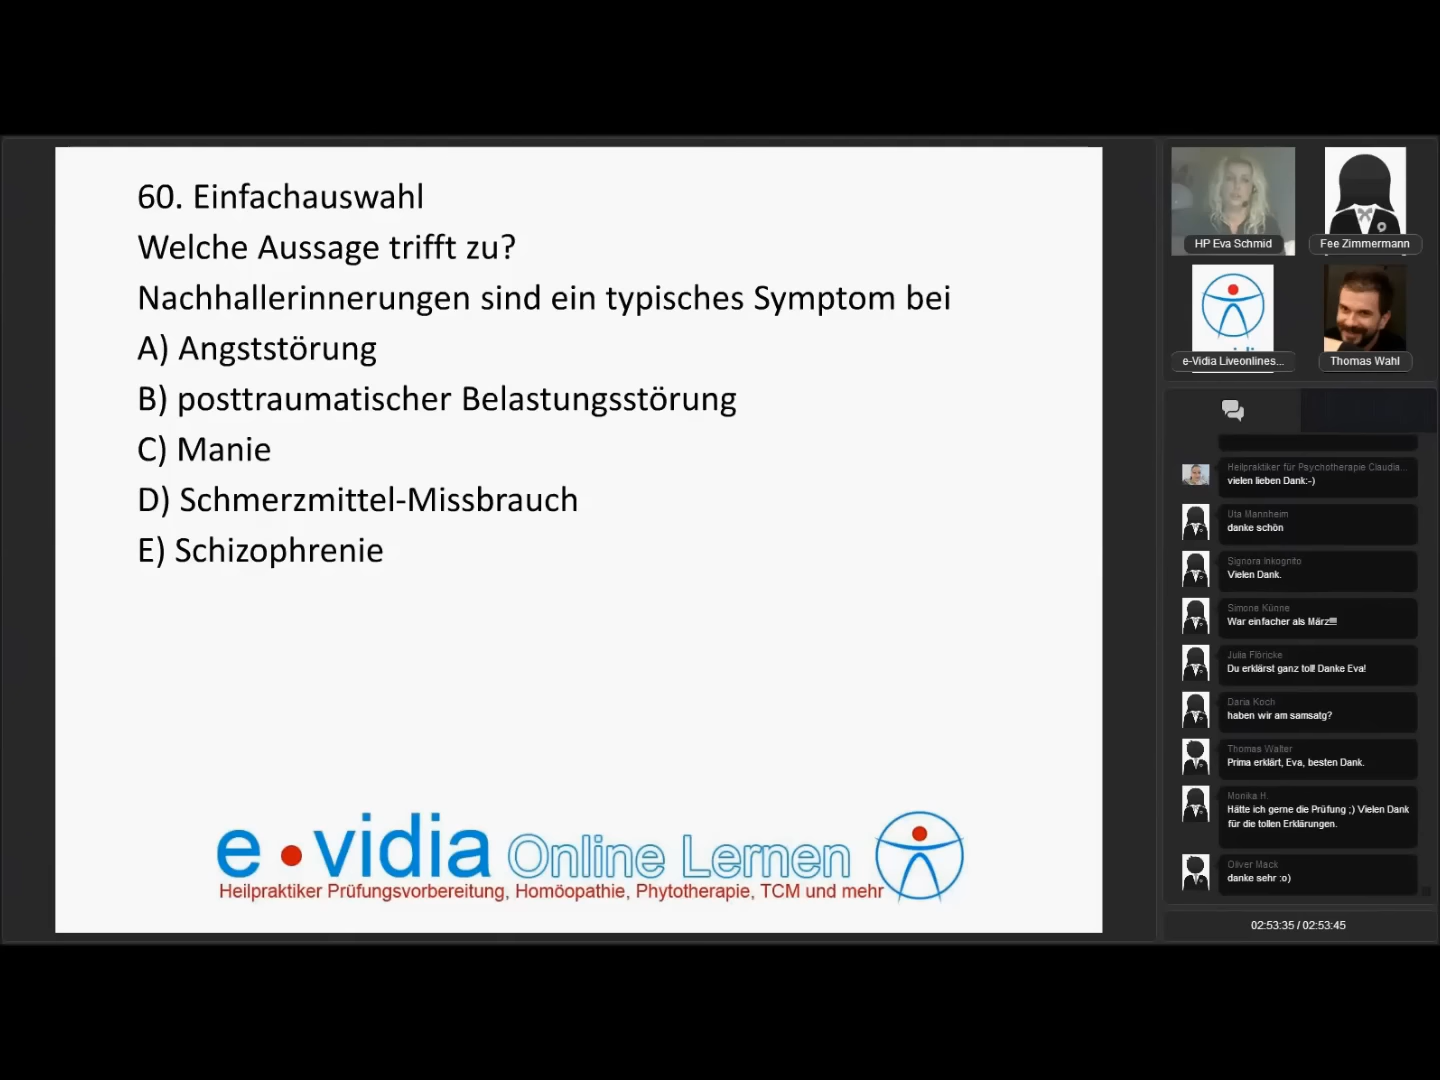 60. Einfachauswahl
Welche Aussage trifft zu?
Nachhallerinnerungen sind ein typisches Symptom bei
A) Angststörung
B) posttraumatischer Belastungsstörung
C) Manie
D) Schmerzmittel-Missbrauch
E) Schizophrenie
e vidia Online Lernen
Heilpraktiker Prüfungsvorbereitung, Homöopathie, Phytotherapie, TCM und mehr
HP Eva Schmid
Fee Zimmermann
e-Vidia Liveonlines...
Thomas Wahl
Heilpraktiker für Psychotherapie Claudia...
vielen lieben Dank:-)
Uta Mannheim
danke schön
Signora Inkognito
Vielen Dank.
Simone Künne
War einfacher als März!!!!
Julia Flöricke
Du erklärst ganz toll! Danke Eva!
Daria Koch
haben wir am samsatg?
Thomas Walter
Prima erklärt, Eva, besten Dank.
Monika H.
Hätte ich gerne die Prüfung ;) Vielen Dank
für die tollen Erklärungen.
Oliver Mack
danke sehr :o)
02:53:35 / 02:53:45